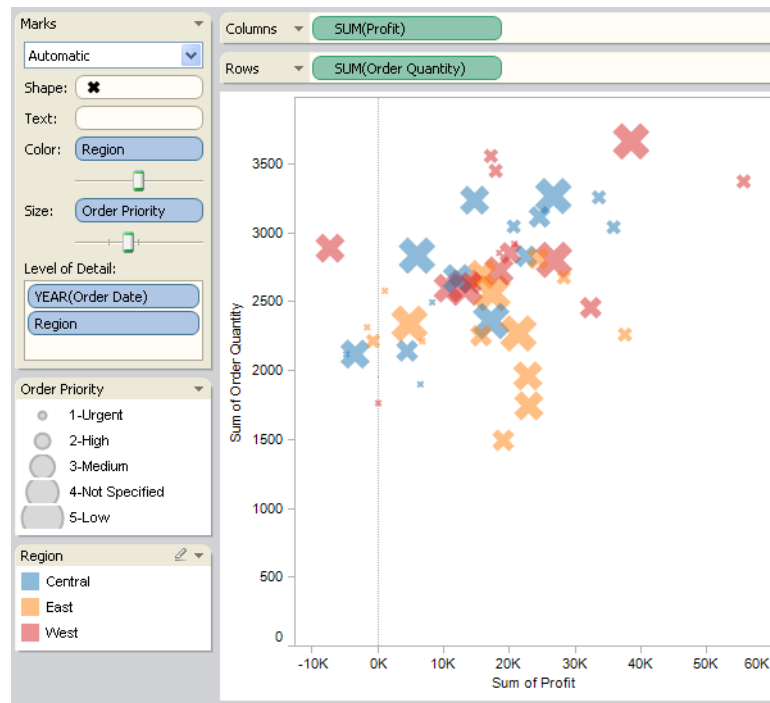 Marks
Automatic
Shape:
Text:
Color: Region
Size: Order Priority
Level of Detail:
YEAR(Order Date)
Region
Order Priority
1-Urgent
2-High
3-Medium
4-Not Specified
5-Low
Region
Central
East
West
Columns SUM(Profit)
Rows SUM(Order Quantity)
Sum of Order Quantity
3500
3000
2500
2000
1500
1000
500
0
-10K 0K 10K 20K 30K 40K 50K 60K
Sum of Profit